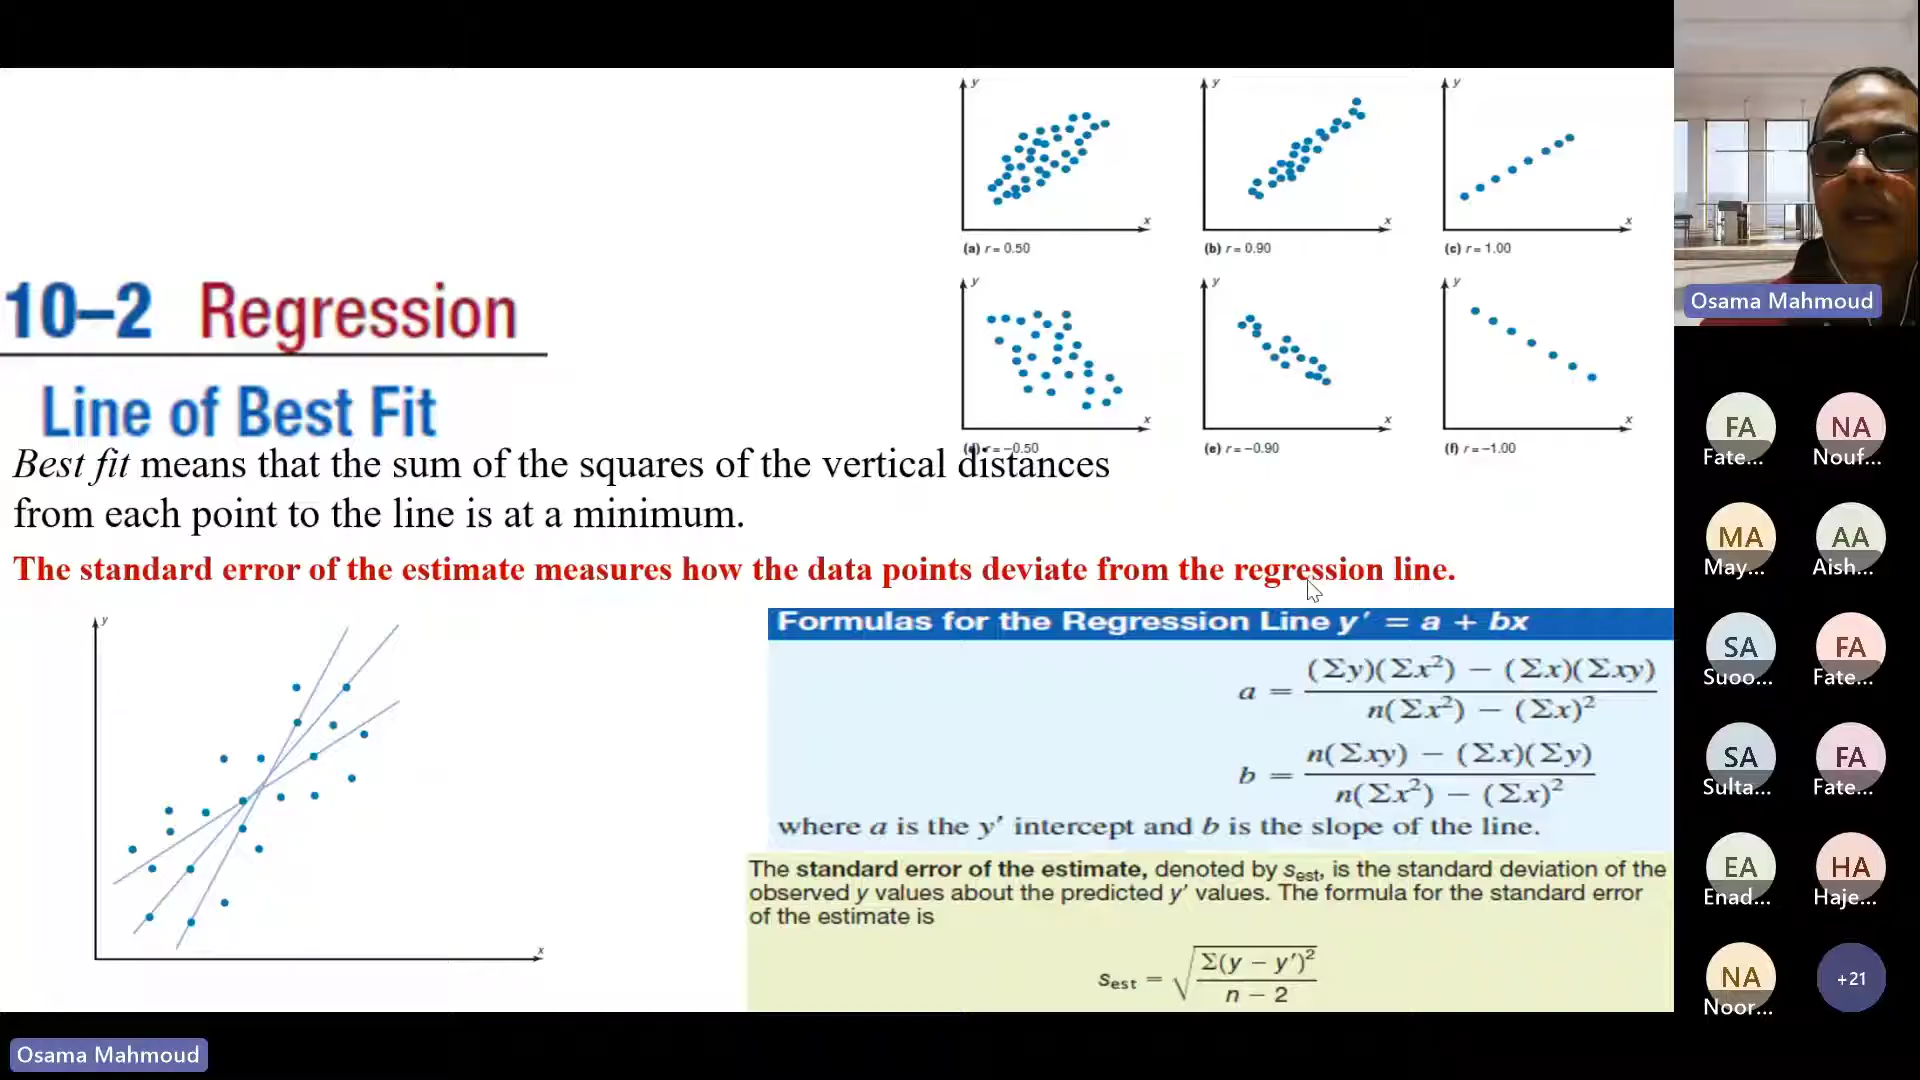 y
y
y
x
x
x
(a) r = 0.50
(b) r = 0.90
(c) r = 1.00
y
y
y
x
x
x
(d) r = −0.50
(e) r = −0.90
(f) r = −1.00
10–2 Regression
Line of Best Fit
Best fit means that the sum of the squares of the vertical distances
from each point to the line is at a minimum.
The standard error of the estimate measures how the data points deviate from the regression line.
y
x
Formulas for the Regression Line y′ = a + bx
a = (Σy)(Σx²) − (Σx)(Σxy) / n(Σx²) − (Σx)²
b = n(Σxy) − (Σx)(Σy) / n(Σx²) − (Σx)²
where a is the y′ intercept and b is the slope of the line.
The standard error of the estimate, denoted by sest, is the standard deviation of the
observed y values about the predicted y′ values. The formula for the standard error
of the estimate is
sest = √ Σ(y − y′)² / n − 2
Osama Mahmoud
FA
Fate...
NA
Nouf...
MA
May...
AA
Aish...
SA
Suoo...
FA
Fate...
SA
Sulta...
FA
Fate...
EA
Enad...
HA
Haje...
NA
Noor...
+21
Osama Mahmoud